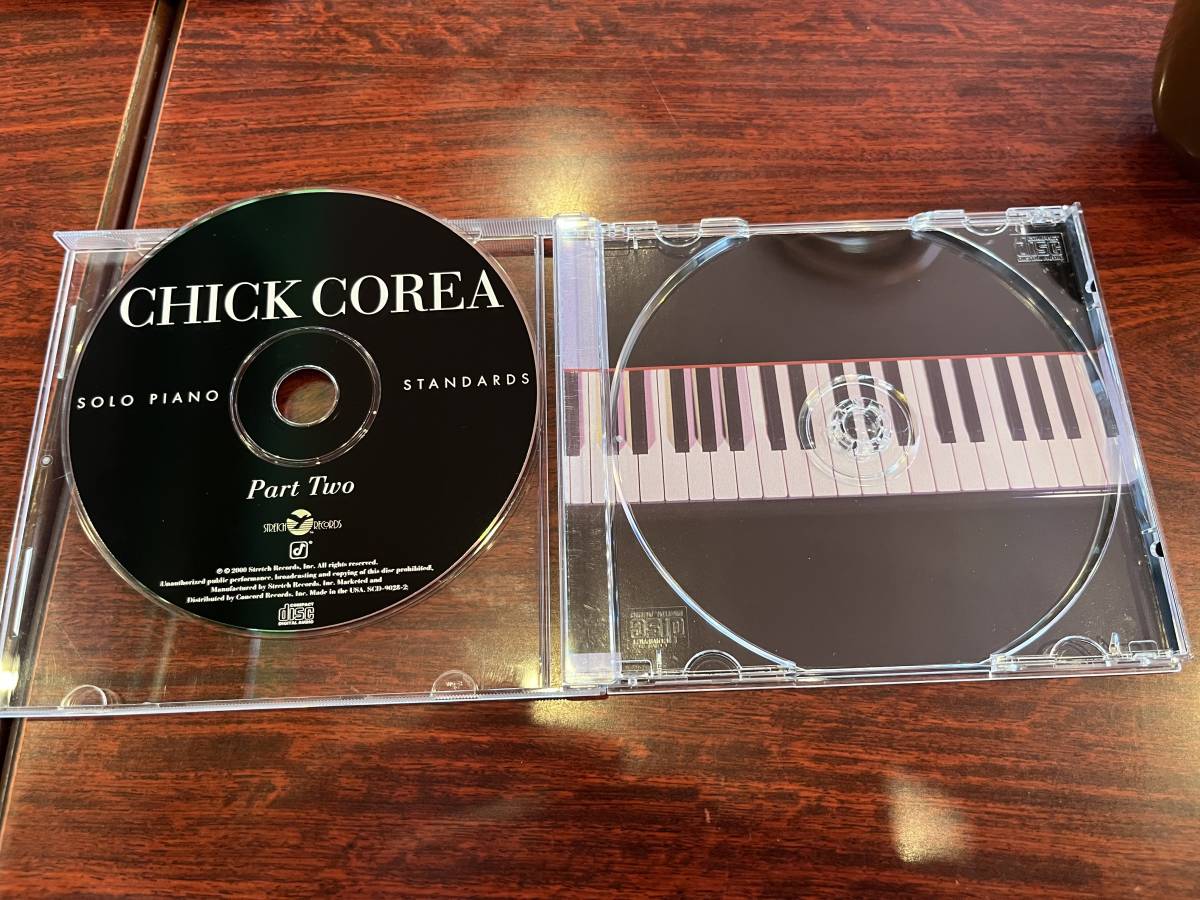 CHICK COREA
SOLO PIANO
STANDARDS
Part Two
STRETCH RECORDS
℗ © 2000 Stretch Records, Inc. All rights reserved.
Unauthorized public performance, broadcasting and copying of this disc prohibited.
Manufactured by Stretch Records, Inc. Marketed and
Distributed by Concord Records, Inc. Made in the USA. SCD-9028-2
COMPACT
disc
DIGITAL AUDIO
disc
disc